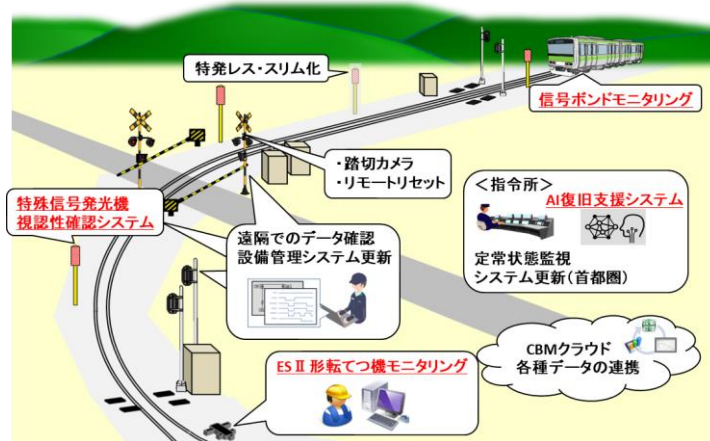 特発レス・スリム化
信号ボンドモニタリング
・踏切カメラ
・リモートリセット
＜指令所＞
AI復旧支援システム
定常状態監視
システム更新（首都圏）
特殊信号発光機
視認性確認システム
遠隔でのデータ確認
設備管理システム更新
CBMクラウド
各種データの連携
ESⅡ形転てつ機モニタリング